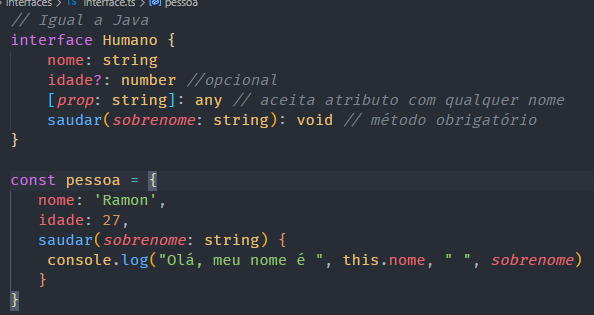 interfaces > TS interface.ts > pessoa
// Igual a Java
interface Humano {
    nome: string
    idade?: number //opcional
    [prop: string]: any // aceita atributo com qualquer nome
    saudar(sobrenome: string): void // método obrigatório
}
const pessoa = {
   nome: 'Ramon',
   idade: 27,
   saudar(sobrenome: string) {
    console.log("Olá, meu nome é ", this.nome, " ", sobrenome)
   }
}